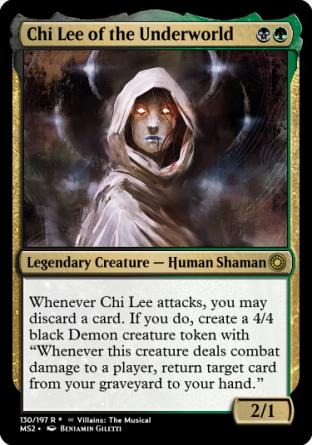 Chi Lee of the Underworld
Legendary Creature — Human Shaman
Whenever Chi Lee attacks, you may
discard a card. If you do, create a 4/4
black Demon creature token with
“Whenever this creature deals combat
damage to a player, return target card
from your graveyard to your hand.”
2/1
130/197 R * ∞ Villains: The Musical
MS2 • Benjamin Giletti